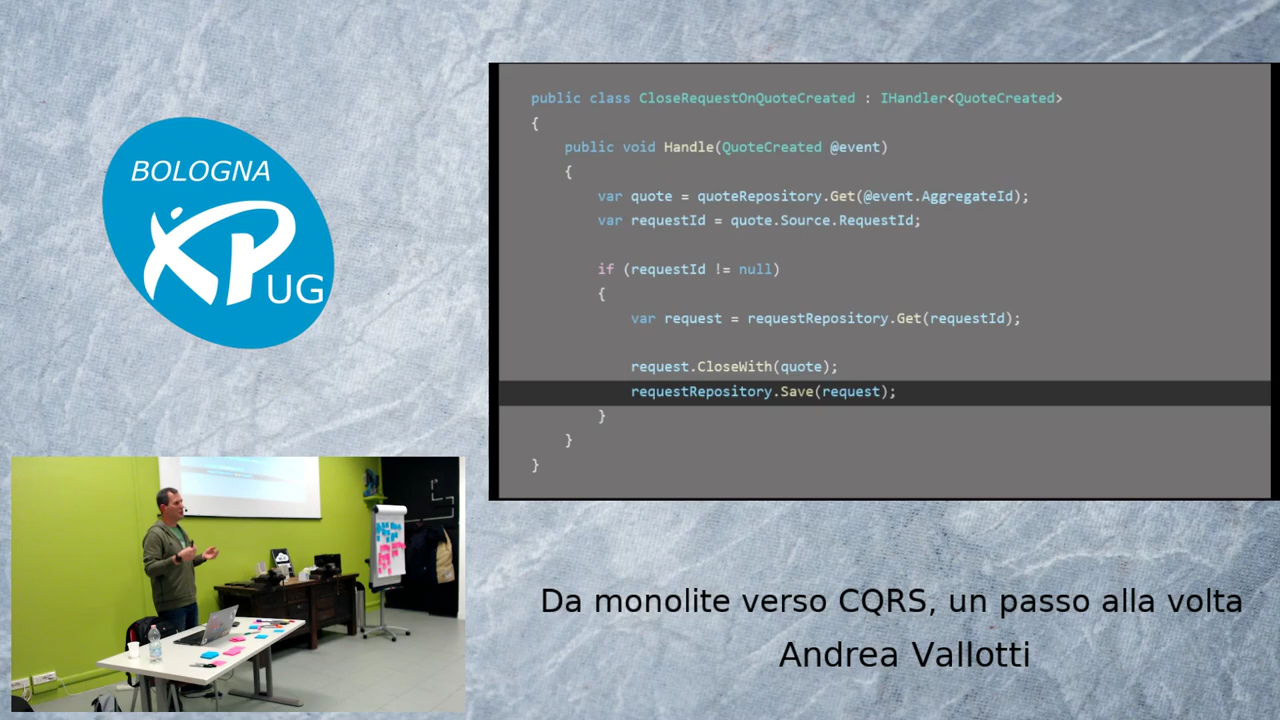 BOLOGNA
XP
UG
public class CloseRequestOnQuoteCreated : IHandler<QuoteCreated>
{
public void Handle(QuoteCreated @event)
{
var quote = quoteRepository.Get(@event.AggregateId);
var requestId = quote.Source.RequestId;
if (requestId != null)
{
var request = requestRepository.Get(requestId);
request.CloseWith(quote);
requestRepository.Save(request);
}
}
}
Da monolite verso CQRS, un passo alla volta
Andrea Vallotti